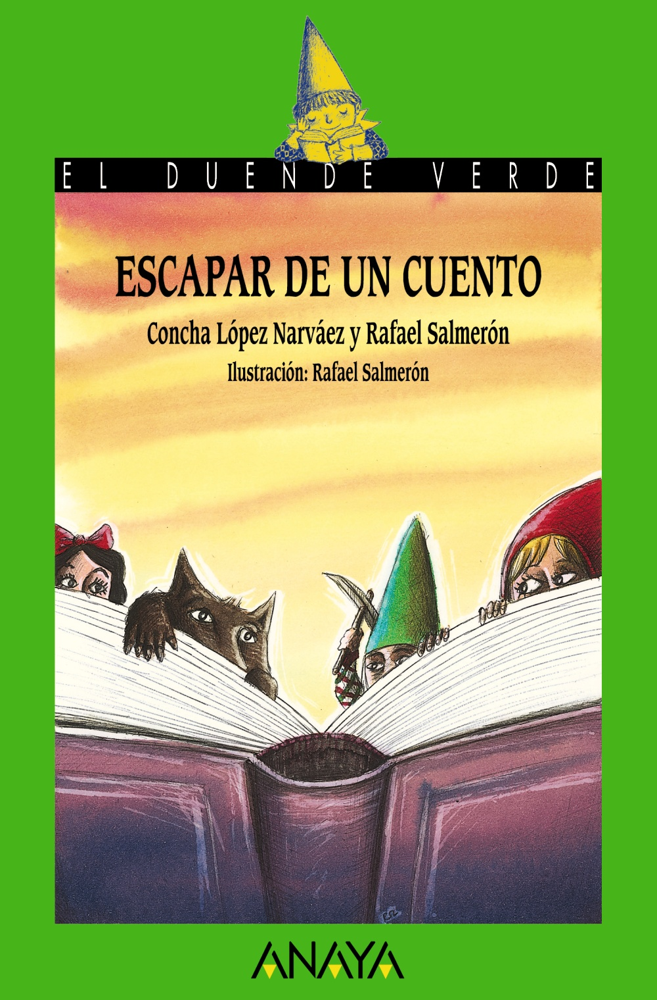 EL DUENDE VERDE
ESCAPAR DE UN CUENTO
Concha López Narváez y Rafael Salmerón
Ilustración: Rafael Salmerón
ANAYA